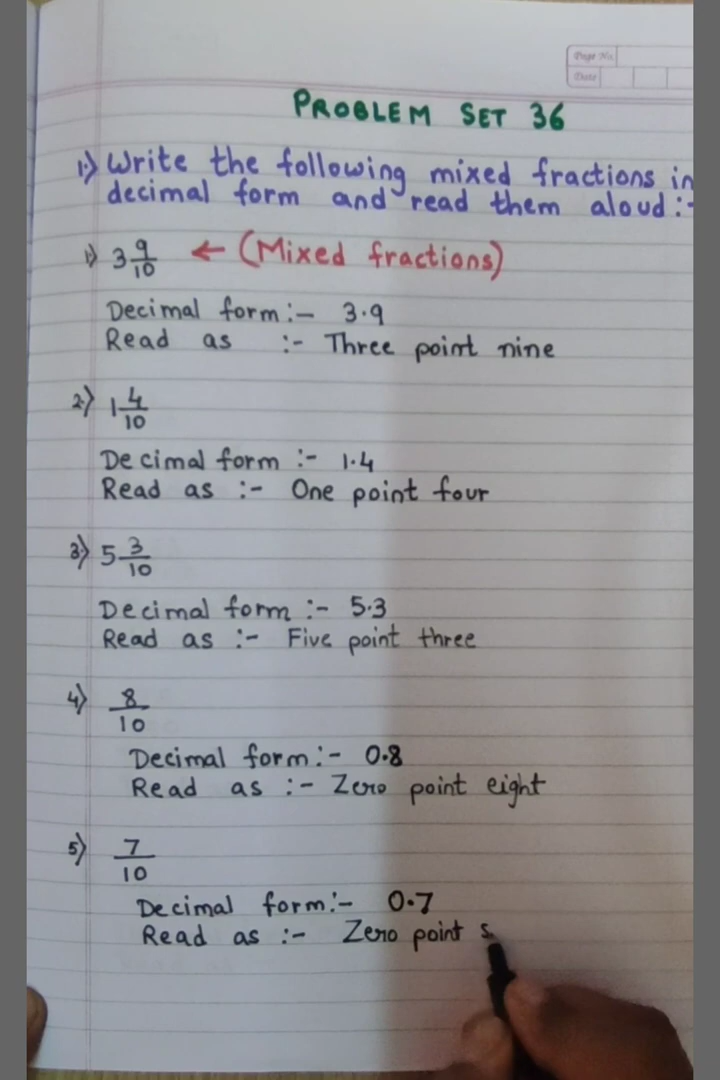 Page No.
Date
PROBLEM SET 36
1.) Write the following mixed fractions in
decimal form and read them aloud:-
1) 3 9/10 ← (Mixed fractions)
Decimal form:- 3.9
Read as :- Three point nine
2.) 1 4/10
Decimal form :- 1.4
Read as :- One point four
3.) 5 3/10
Decimal form :- 5.3
Read as :- Five point three
4.) 8/10
Decimal form:- 0.8
Read as :- Zero point eight
5.) 7/10
Decimal form:- 0.7
Read as :- Zero point s